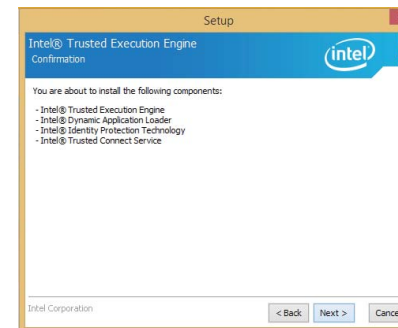 Setup
Intel® Trusted Execution Engine
Confirmation
intel
You are about to install the following components:
- Intel® Trusted Execution Engine
- Intel® Dynamic Application Loader
- Intel® Identity Protection Technology
- Intel® Trusted Connect Service
Intel Corporation
< Back Next > Cance